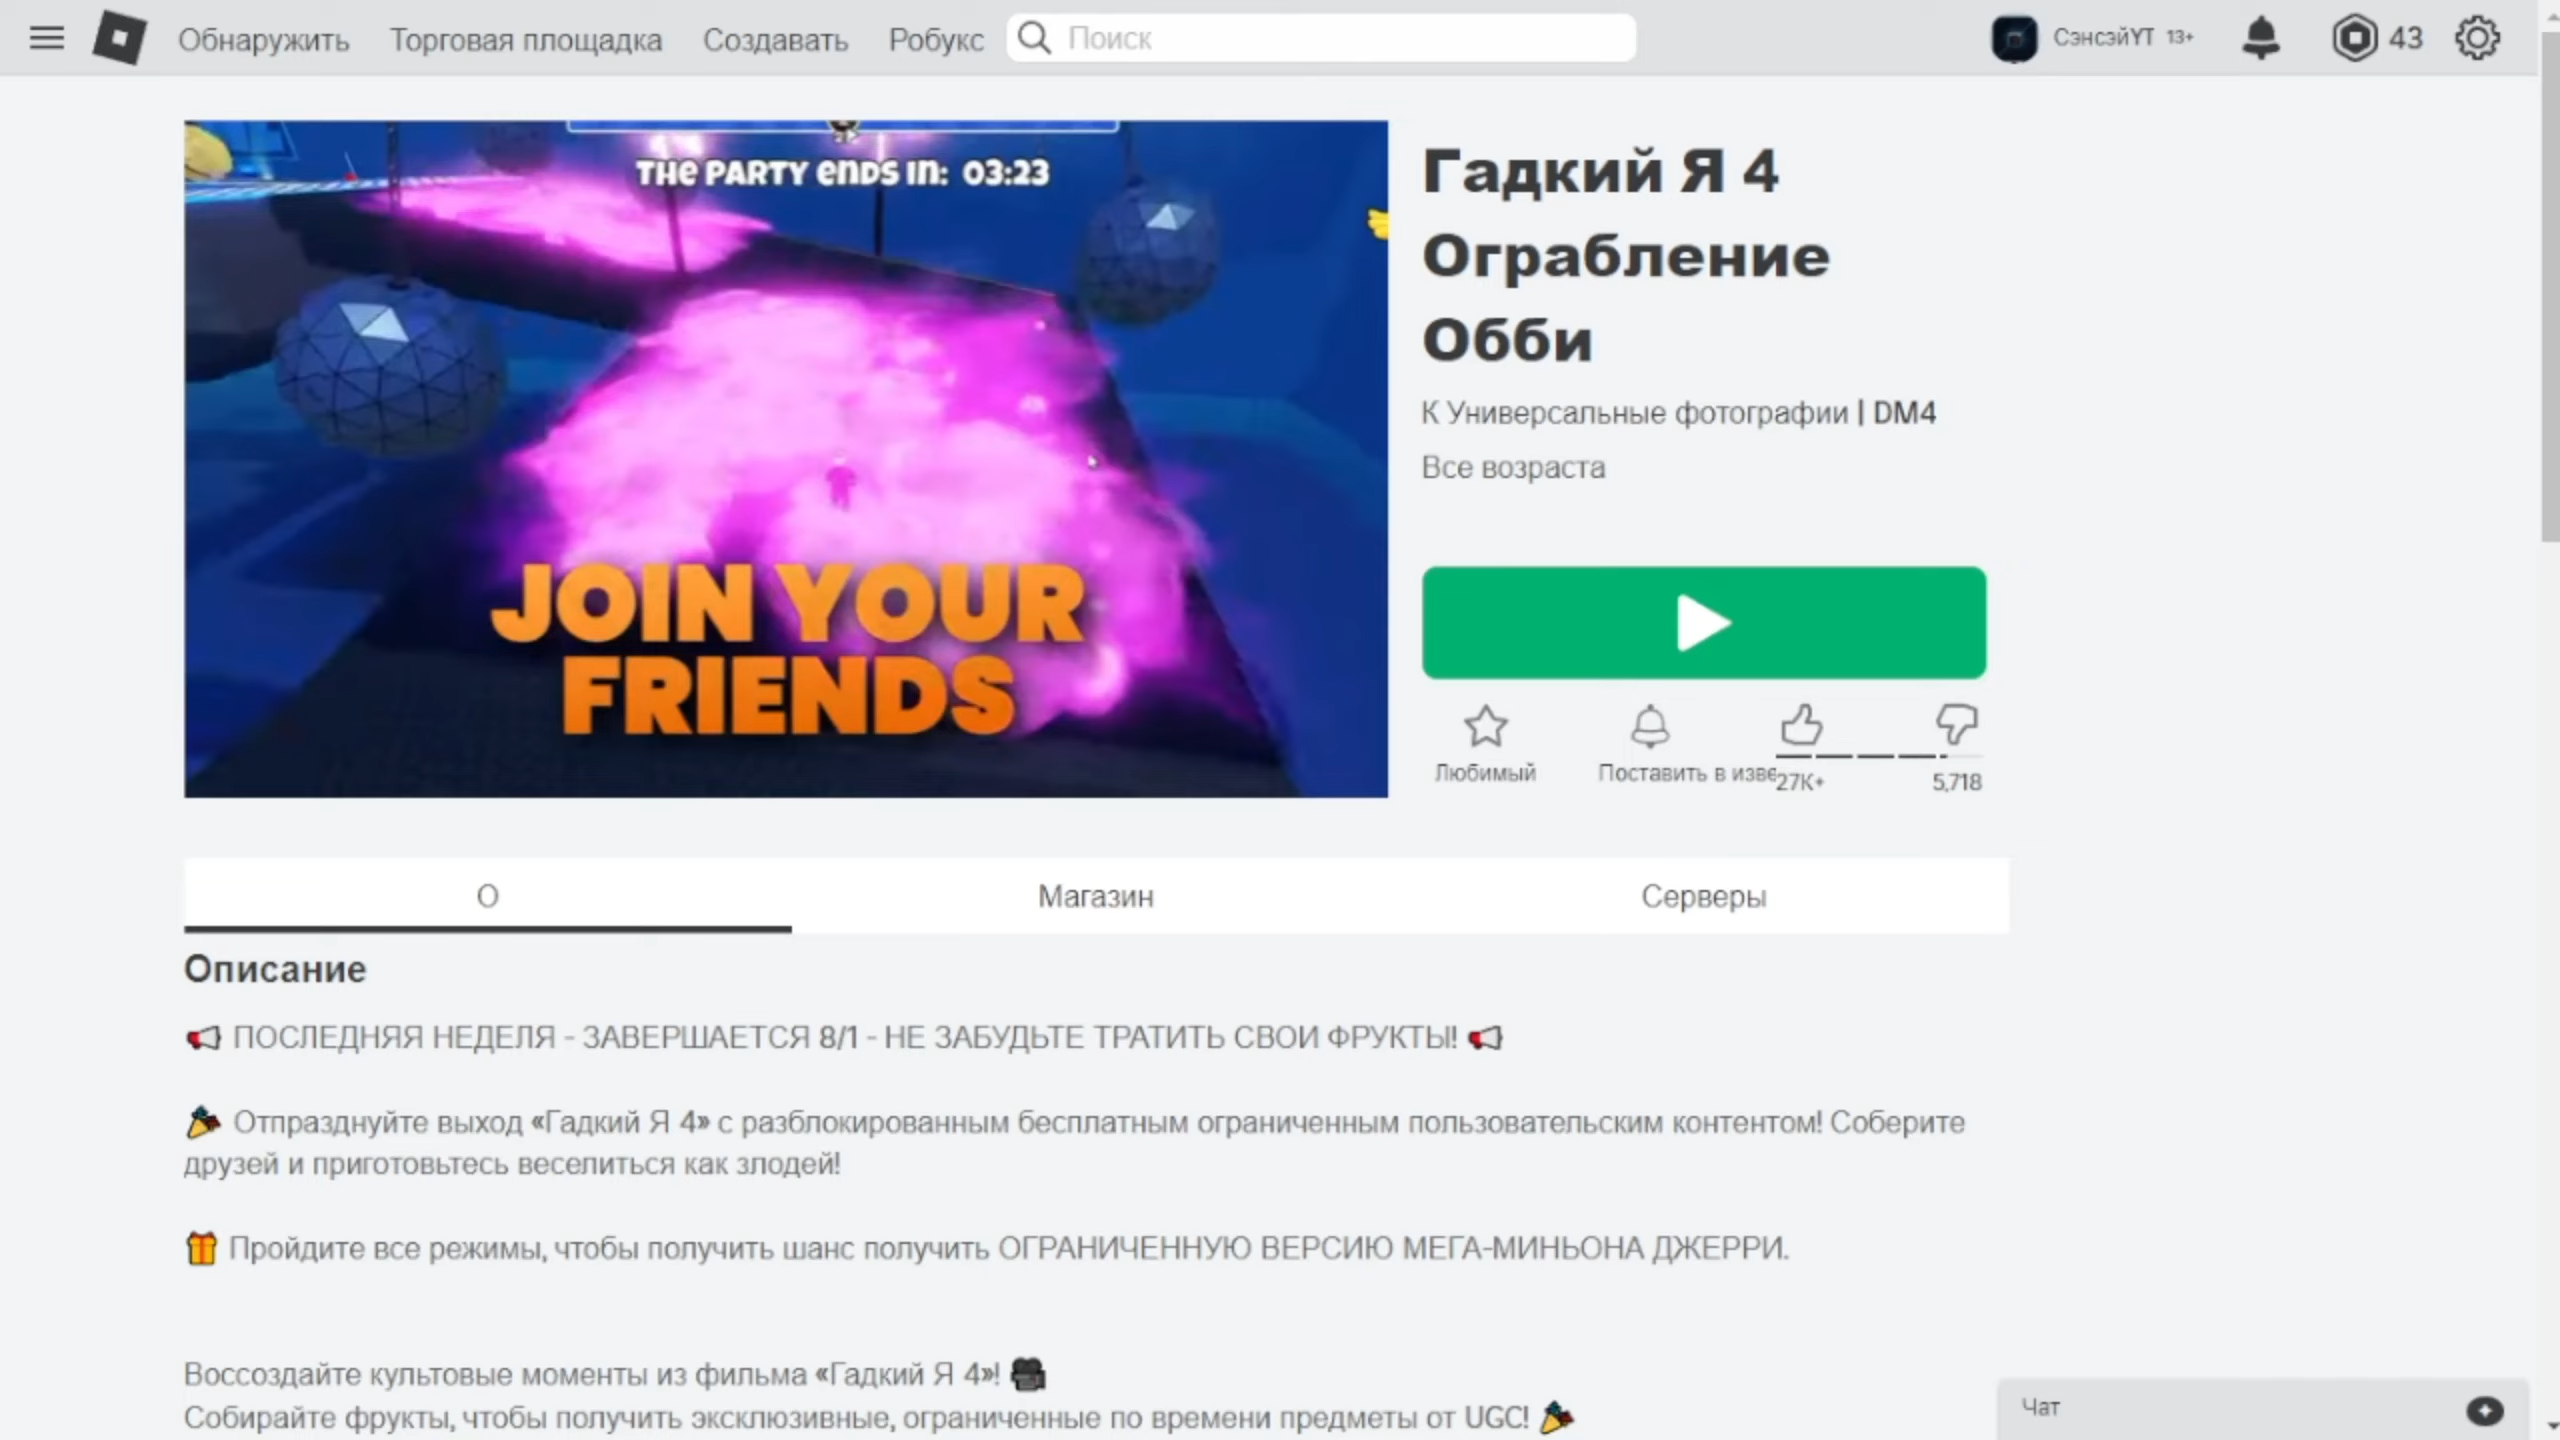 Обнаружить Торговая площадка Создавать Робукс Поиск СэнсэйYT 13+ 43
THE PARTY ENDS IN: 03:23
JOIN YOUR
FRIENDS
Гадкий Я 4
Ограбление
Обби
К Универсальные фотографии | DM4
Все возраста
Любимый Поставить в изве 27K+ 5,718
О Магазин Серверы
Описание
ПОСЛЕДНЯЯ НЕДЕЛЯ - ЗАВЕРШАЕТСЯ 8/1 - НЕ ЗАБУДЬТЕ ТРАТИТЬ СВОИ ФРУКТЫ!
Отпразднуйте выход «Гадкий Я 4» с разблокированным бесплатным ограниченным пользовательским контентом! Соберите
друзей и приготовьтесь веселиться как злодей!
Пройдите все режимы, чтобы получить шанс получить ОГРАНИЧЕННУЮ ВЕРСИЮ МЕГА-МИНЬОНА ДЖЕРРИ.
Воссоздайте культовые моменты из фильма «Гадкий Я 4»!
Собирайте фрукты, чтобы получить эксклюзивные, ограниченные по времени предметы от UGC!
Чат